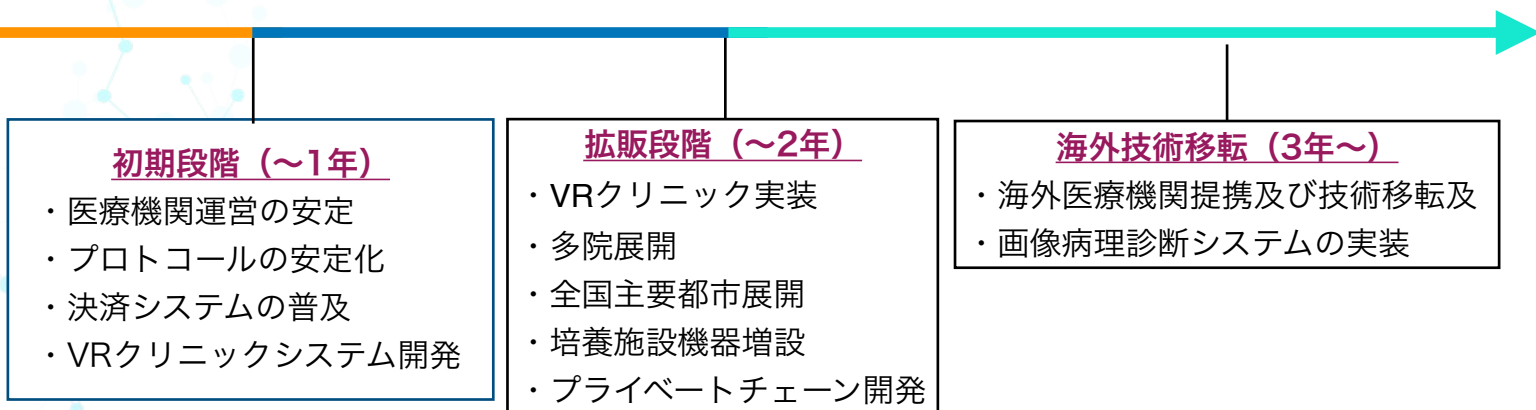 初期段階（～1年）
・医療機関運営の安定
・プロトコールの安定化
・決済システムの普及
・VRクリニックシステム開発
拡販段階（～2年）
・VRクリニック実装
・多院展開
・全国主要都市展開
・培養施設機器増設
・プライベートチェーン開発
海外技術移転（3年～）
・海外医療機関提携及び技術移転及
・画像病理診断システムの実装